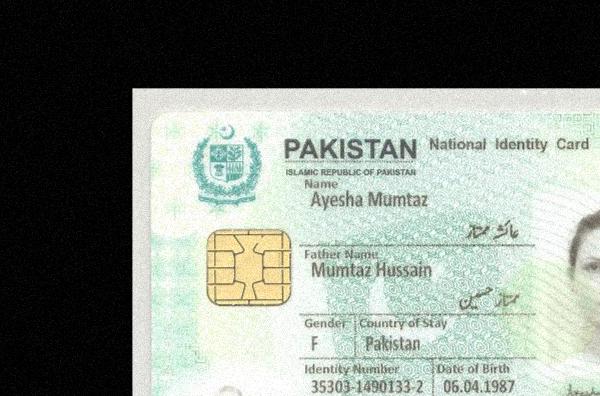 PAKISTAN National Identity Card
ISLAMIC REPUBLIC OF PAKISTAN
Name
Ayesha Mumtaz
عائشہ ممتاز
Father Name
Mumtaz Hussain
ممتاز حسین
Gender Country of Stay
F Pakistan
Identity Number Date of Birth
35303-1490133-2 06.04.1987